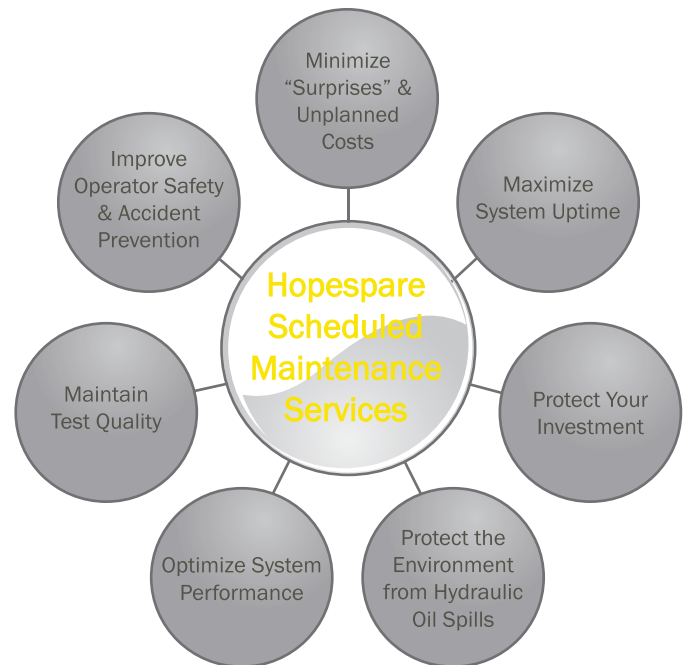 Minimize
“Surprises” &
Unplanned
Costs
Improve
Operator Safety
& Accident
Prevention
Maximize
System Uptime
Hopespare
Scheduled
Maintenance
Services
Maintain
Test Quality
Protect Your
Investment
Optimize System
Performance
Protect the
Environment
from Hydraulic
Oil Spills